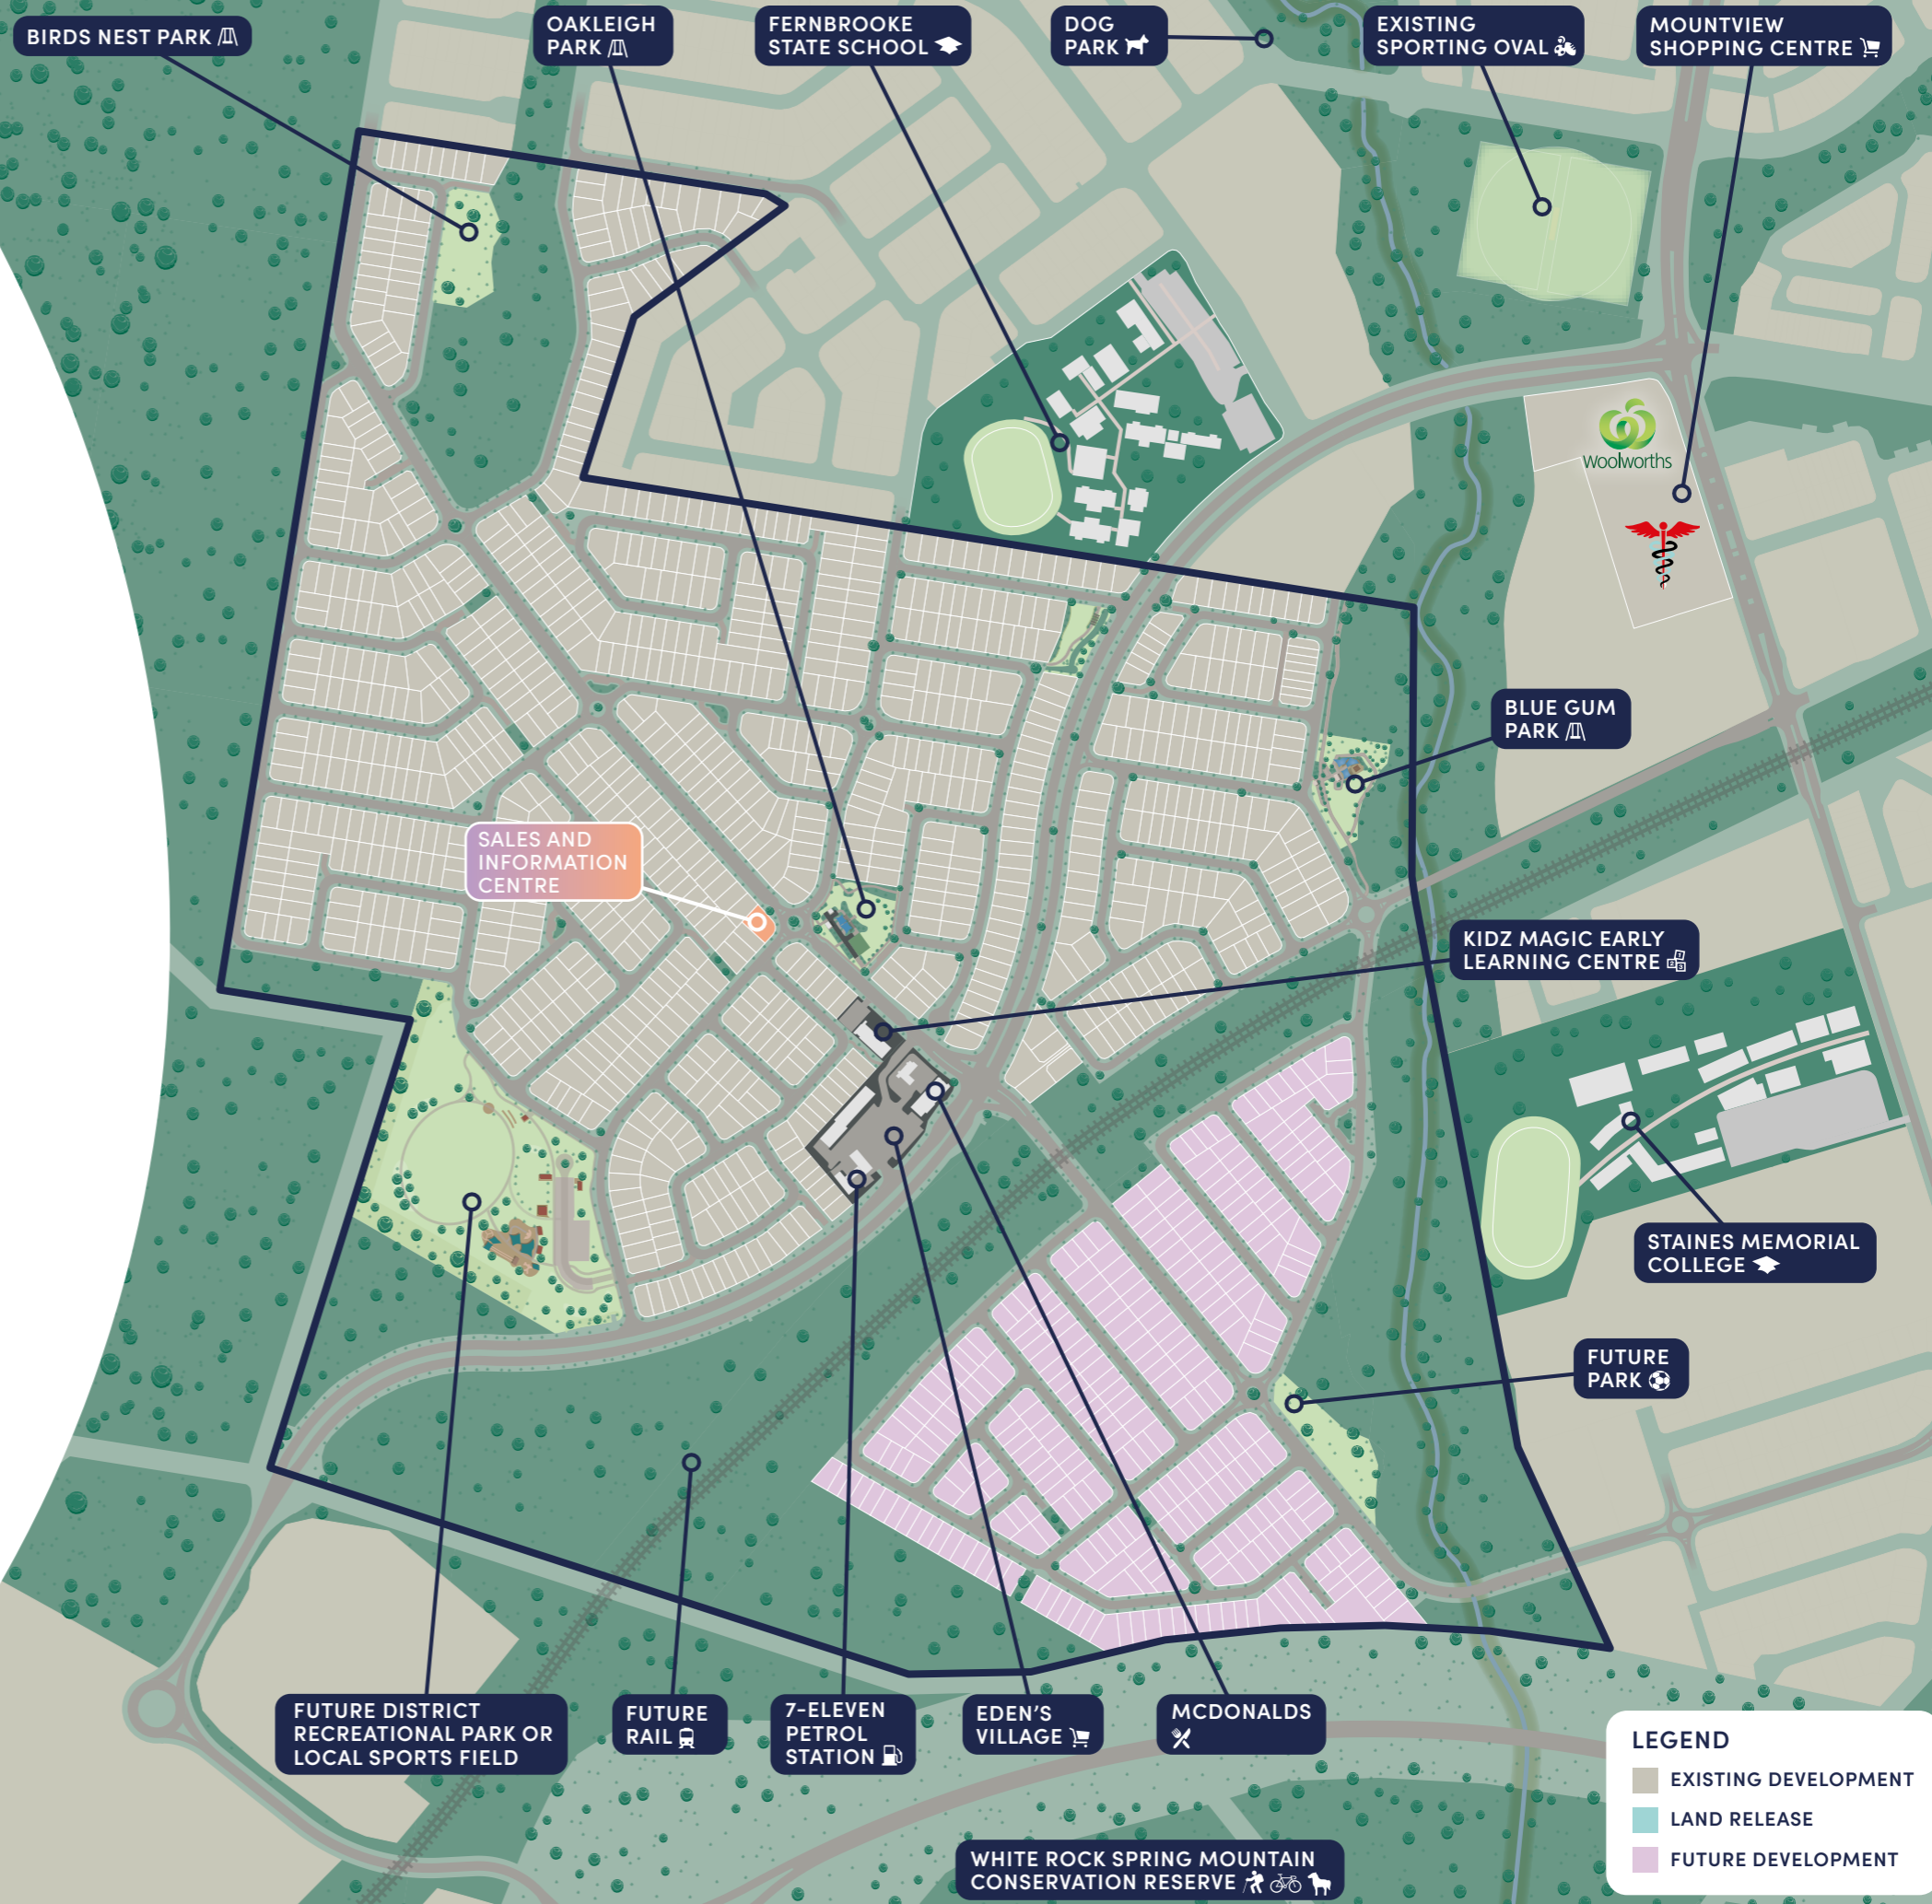 BIRDS NEST PARK
OAKLEIGH
PARK
FERNBROOKE
STATE SCHOOL
DOG
PARK
EXISTING
SPORTING OVAL
MOUNTVIEW
SHOPPING CENTRE
Woolworths
BLUE GUM
PARK
SALES AND
INFORMATION
CENTRE
KIDZ MAGIC EARLY
LEARNING CENTRE
STAINES MEMORIAL
COLLEGE
FUTURE
PARK
FUTURE DISTRICT
RECREATIONAL PARK OR
LOCAL SPORTS FIELD
FUTURE
RAIL
7-ELEVEN
PETROL
STATION
EDEN'S
VILLAGE
MCDONALDS
WHITE ROCK SPRING MOUNTAIN
CONSERVATION RESERVE
LEGEND
EXISTING DEVELOPMENT
LAND RELEASE
FUTURE DEVELOPMENT